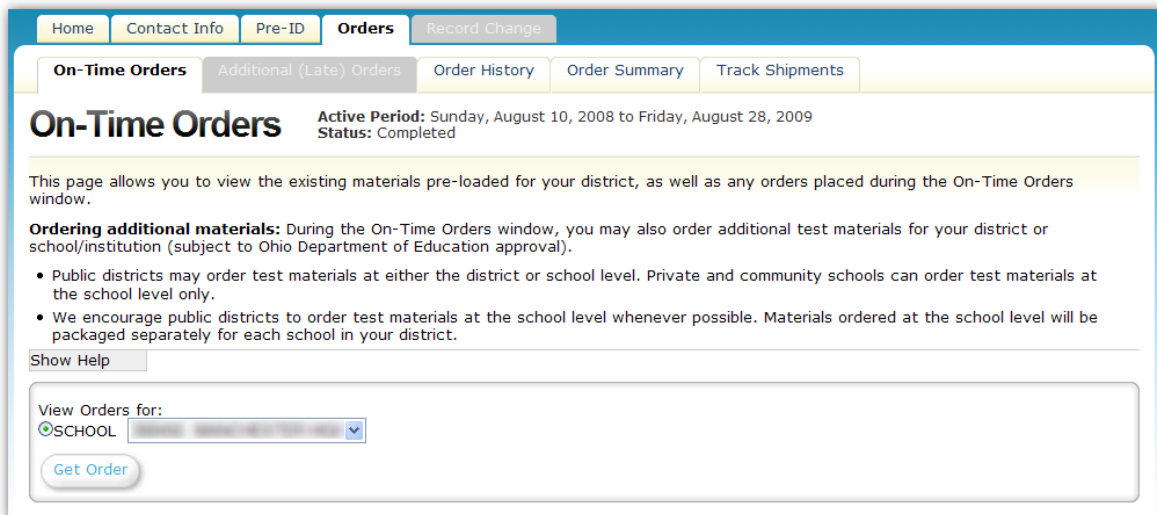 Home Contact Info Pre-ID Orders Record Change
On-Time Orders Additional (Late) Orders Order History Order Summary Track Shipments
On-Time Orders
Active Period: Sunday, August 10, 2008 to Friday, August 28, 2009
Status: Completed
This page allows you to view the existing materials pre-loaded for your district, as well as any orders placed during the On-Time Orders
window.
Ordering additional materials: During the On-Time Orders window, you may also order additional test materials for your district or
school/institution (subject to Ohio Department of Education approval).
• Public districts may order test materials at either the district or school level. Private and community schools can order test materials at
the school level only.
• We encourage public districts to order test materials at the school level whenever possible. Materials ordered at the school level will be
packaged separately for each school in your district.
Show Help
View Orders for:
SCHOOL
Get Order